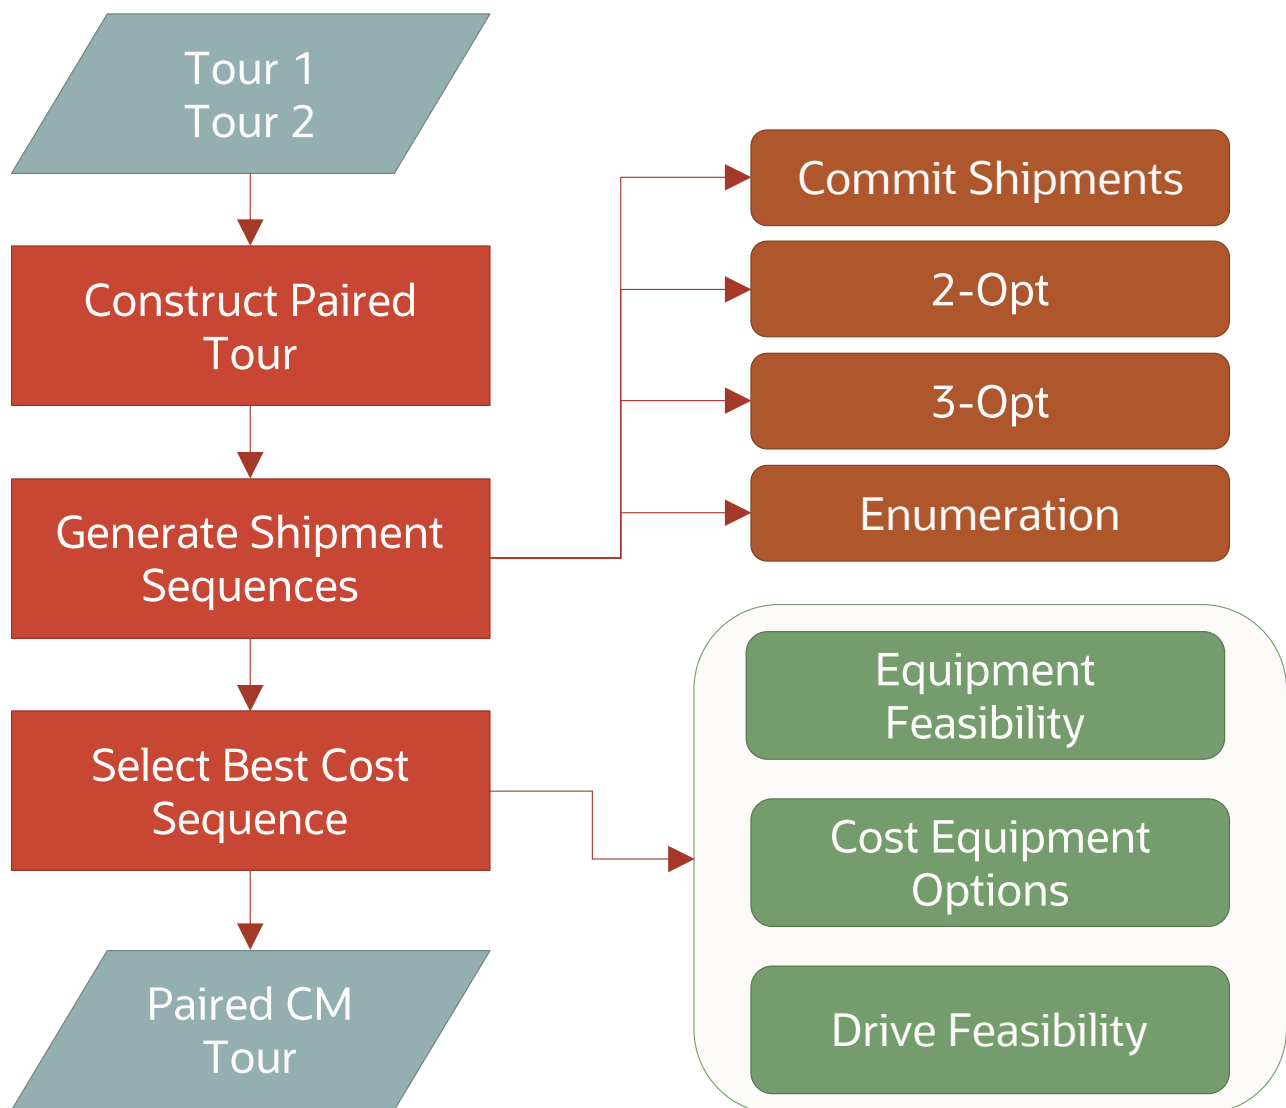 Tour 1
Tour 2
Construct Paired
Tour
Generate Shipment
Sequences
Select Best Cost
Sequence
Paired CM
Tour
Commit Shipments
2-Opt
3-Opt
Enumeration
Equipment
Feasibility
Cost Equipment
Options
Drive Feasibility